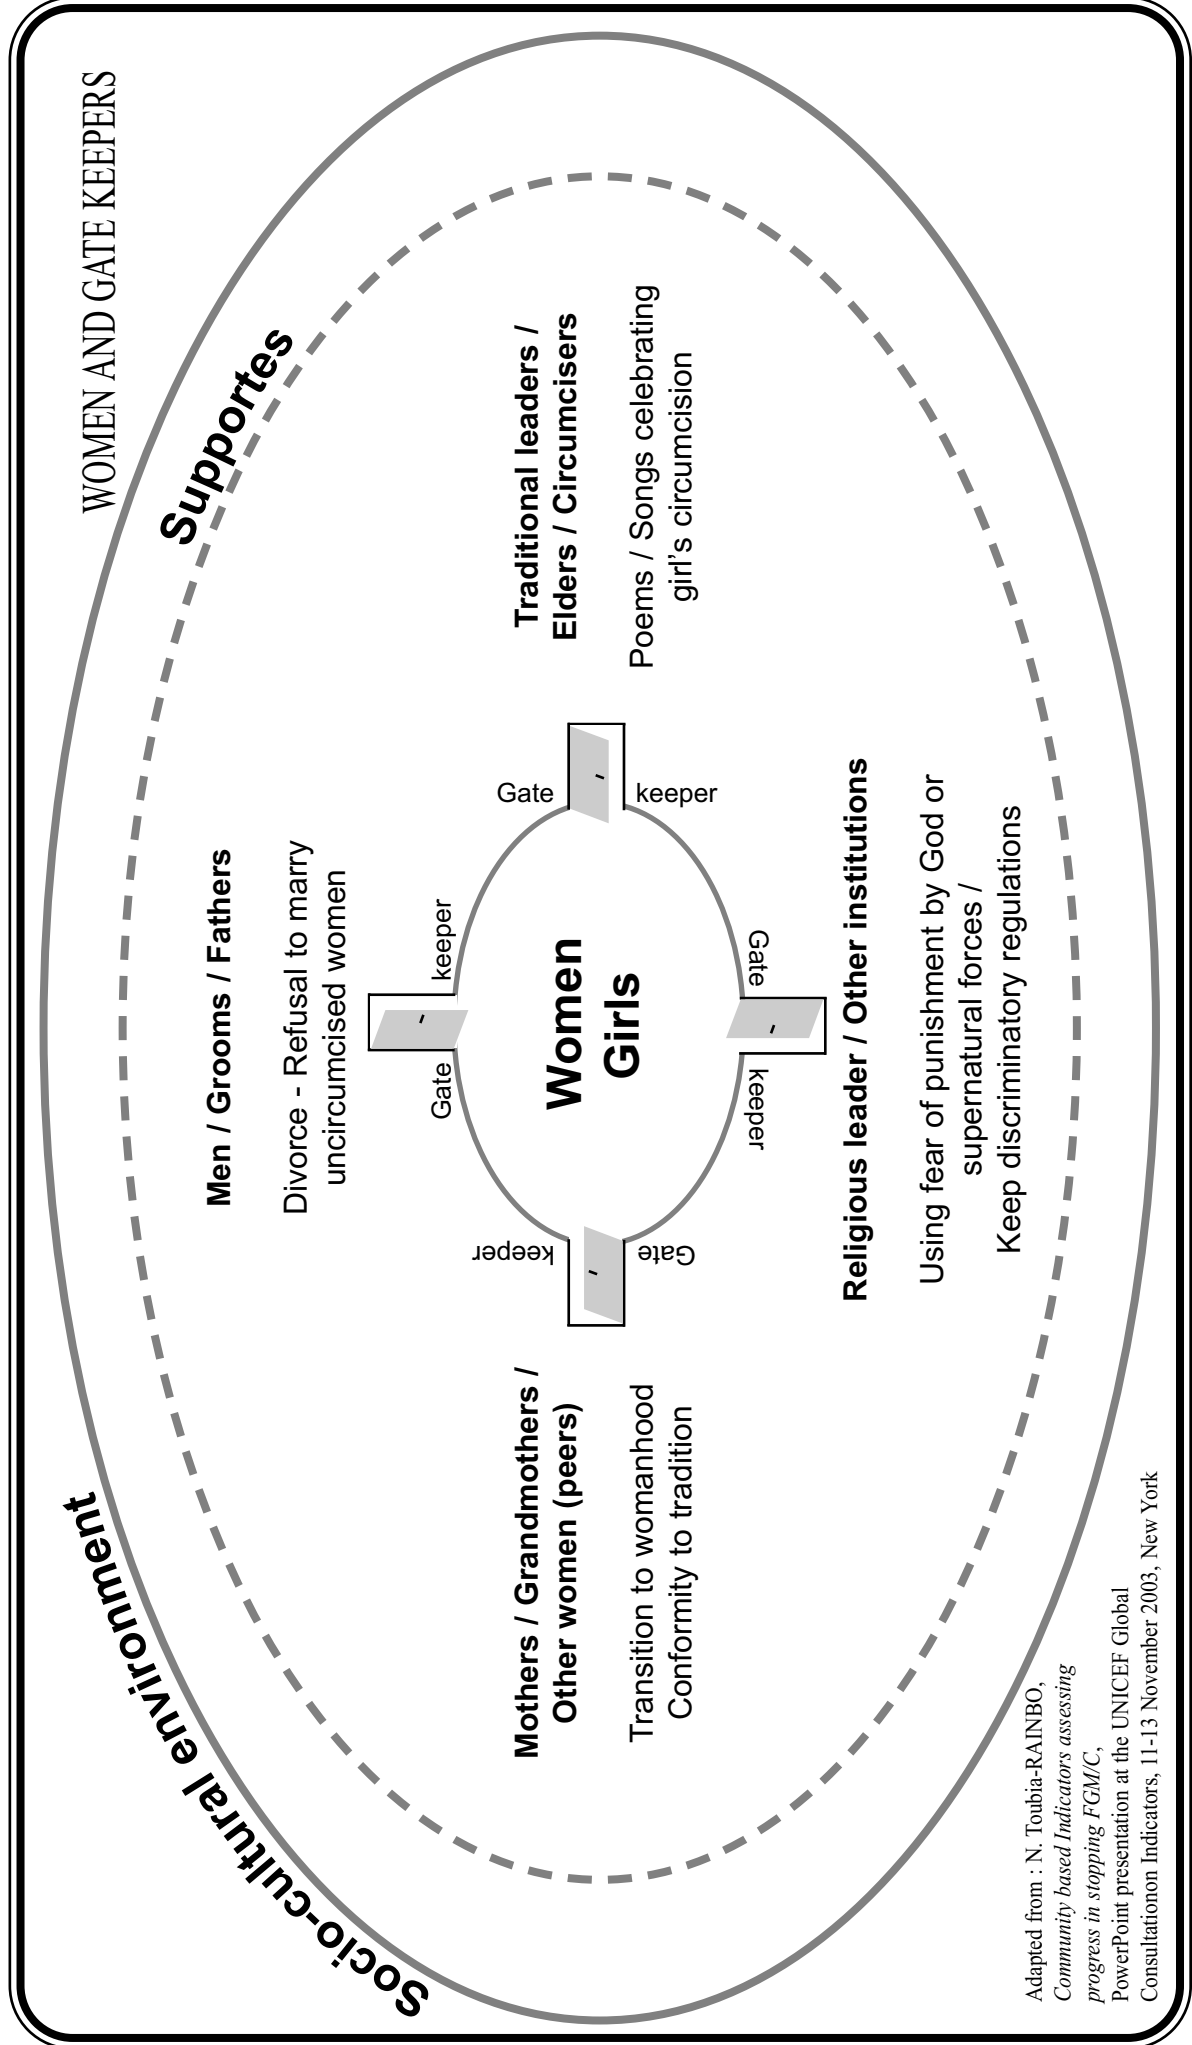 WOMEN AND GATE KEEPERS
Socio-cultural environment
Supportes
Men / Grooms / Fathers
Divorce - Refusal to marry
uncircumcised women
Gate
keeper
Mothers / Grandmothers /
Other women (peers)
Transition to womanhood
Conformity to tradition
keeper
Gate
Women
Girls
Gate
keeper
Traditional leaders /
Elders / Circumcisers
Poems / Songs celebrating
girl's circumcision
keeper
Gate
Religious leader / Other institutions
Using fear of punishment by God or
supernatural forces /
Keep discriminatory regulations
Adapted from : N. Toubia-RAINBO,
Community based Indicators assessing
progress in stopping FGM/C,
PowerPoint presentation at the UNICEF Global
Consultationon Indicators, 11-13 November 2003, New York